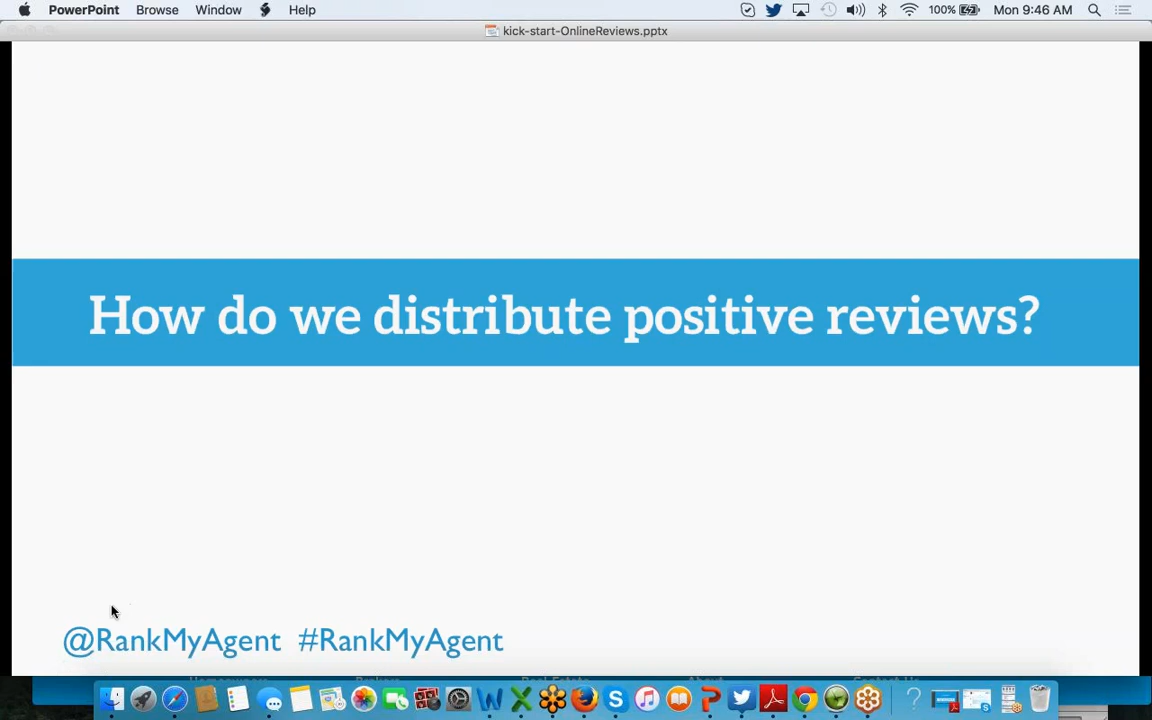 PowerPoint Browse Window Help 100% Mon 9:46 AM
kick-start-OnlineReviews.pptx
How do we distribute positive reviews?
@RankMyAgent #RankMyAgent